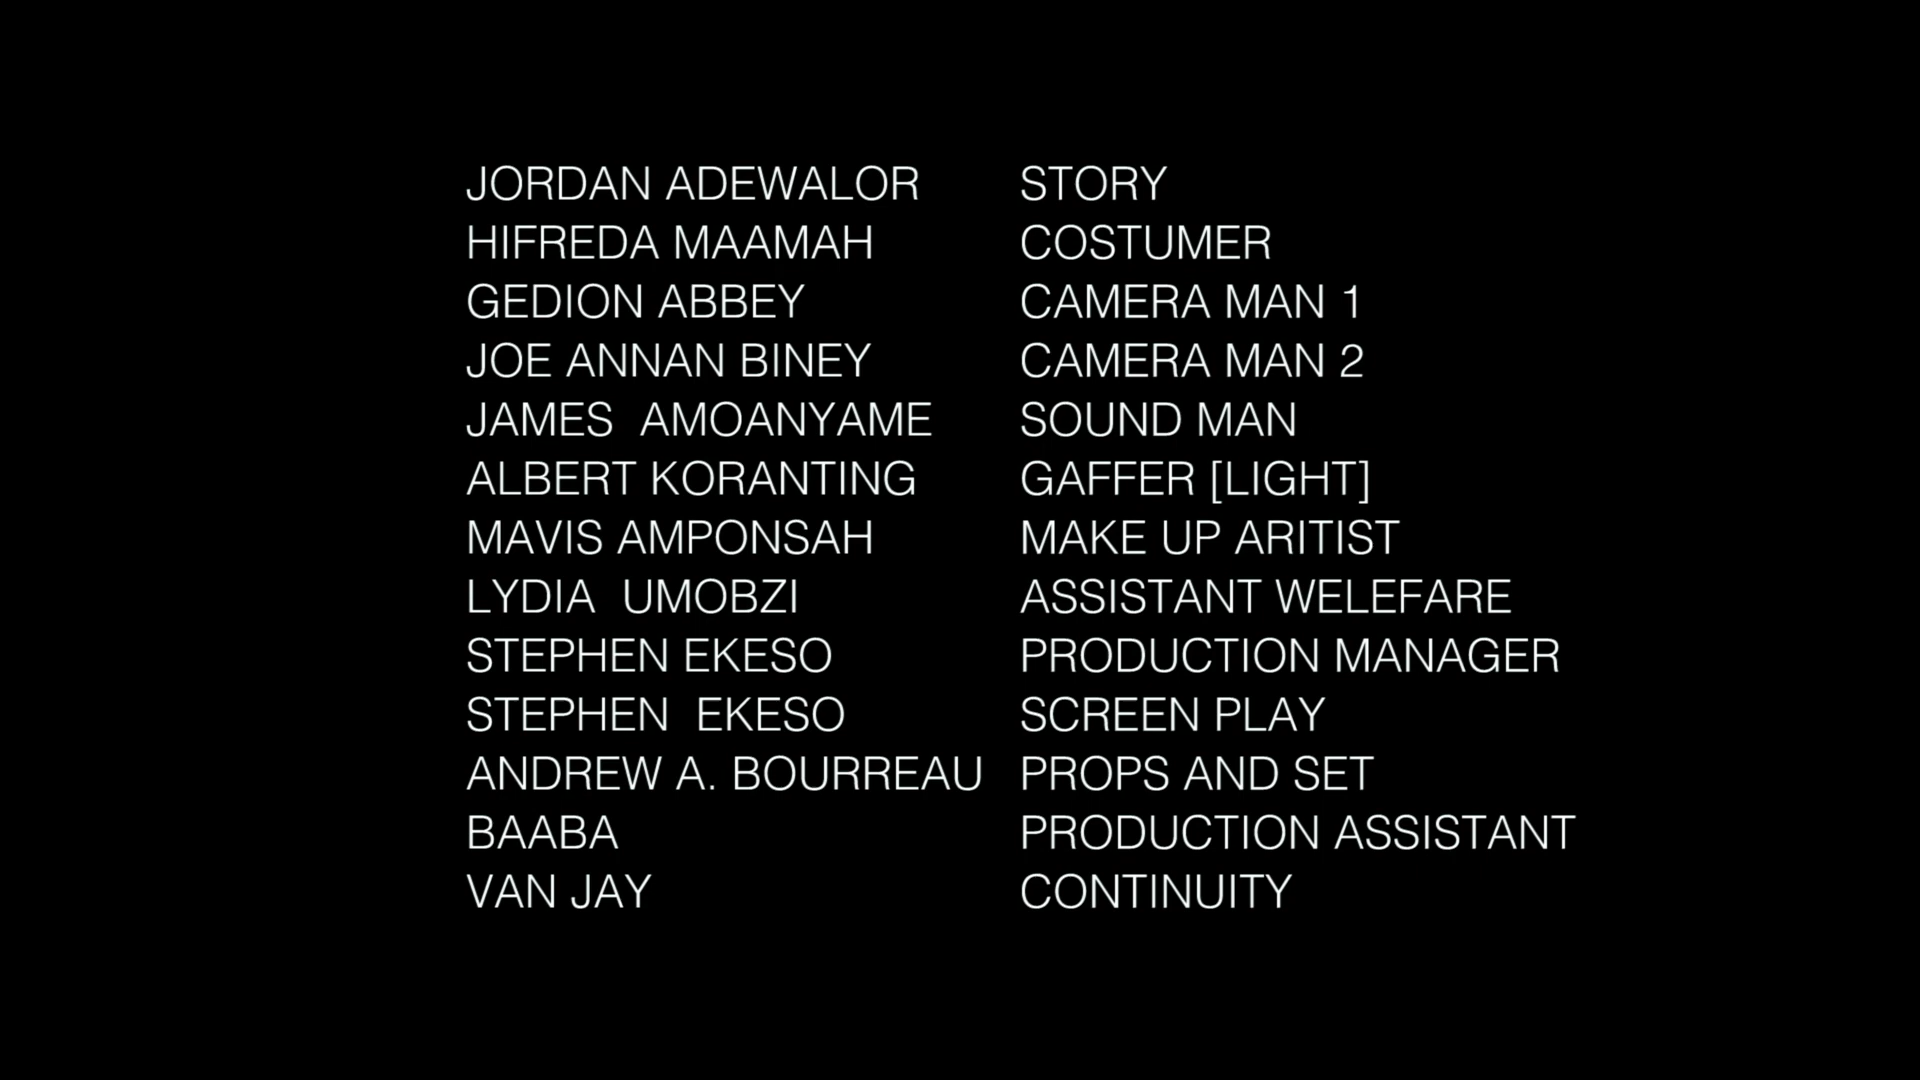 JORDAN ADEWALOR STORY
HIFREDA MAAMAH COSTUMER
GEDION ABBEY CAMERA MAN 1
JOE ANNAN BINEY CAMERA MAN 2
JAMES  AMOANYAME SOUND MAN
ALBERT KORANTING GAFFER [LIGHT]
MAVIS AMPONSAH MAKE UP ARITIST
LYDIA  UMOBZI ASSISTANT WELEFARE
STEPHEN EKESO PRODUCTION MANAGER
STEPHEN  EKESO SCREEN PLAY
ANDREW A. BOURREAU PROPS AND SET
BAABA PRODUCTION ASSISTANT
VAN JAY CONTINUITY